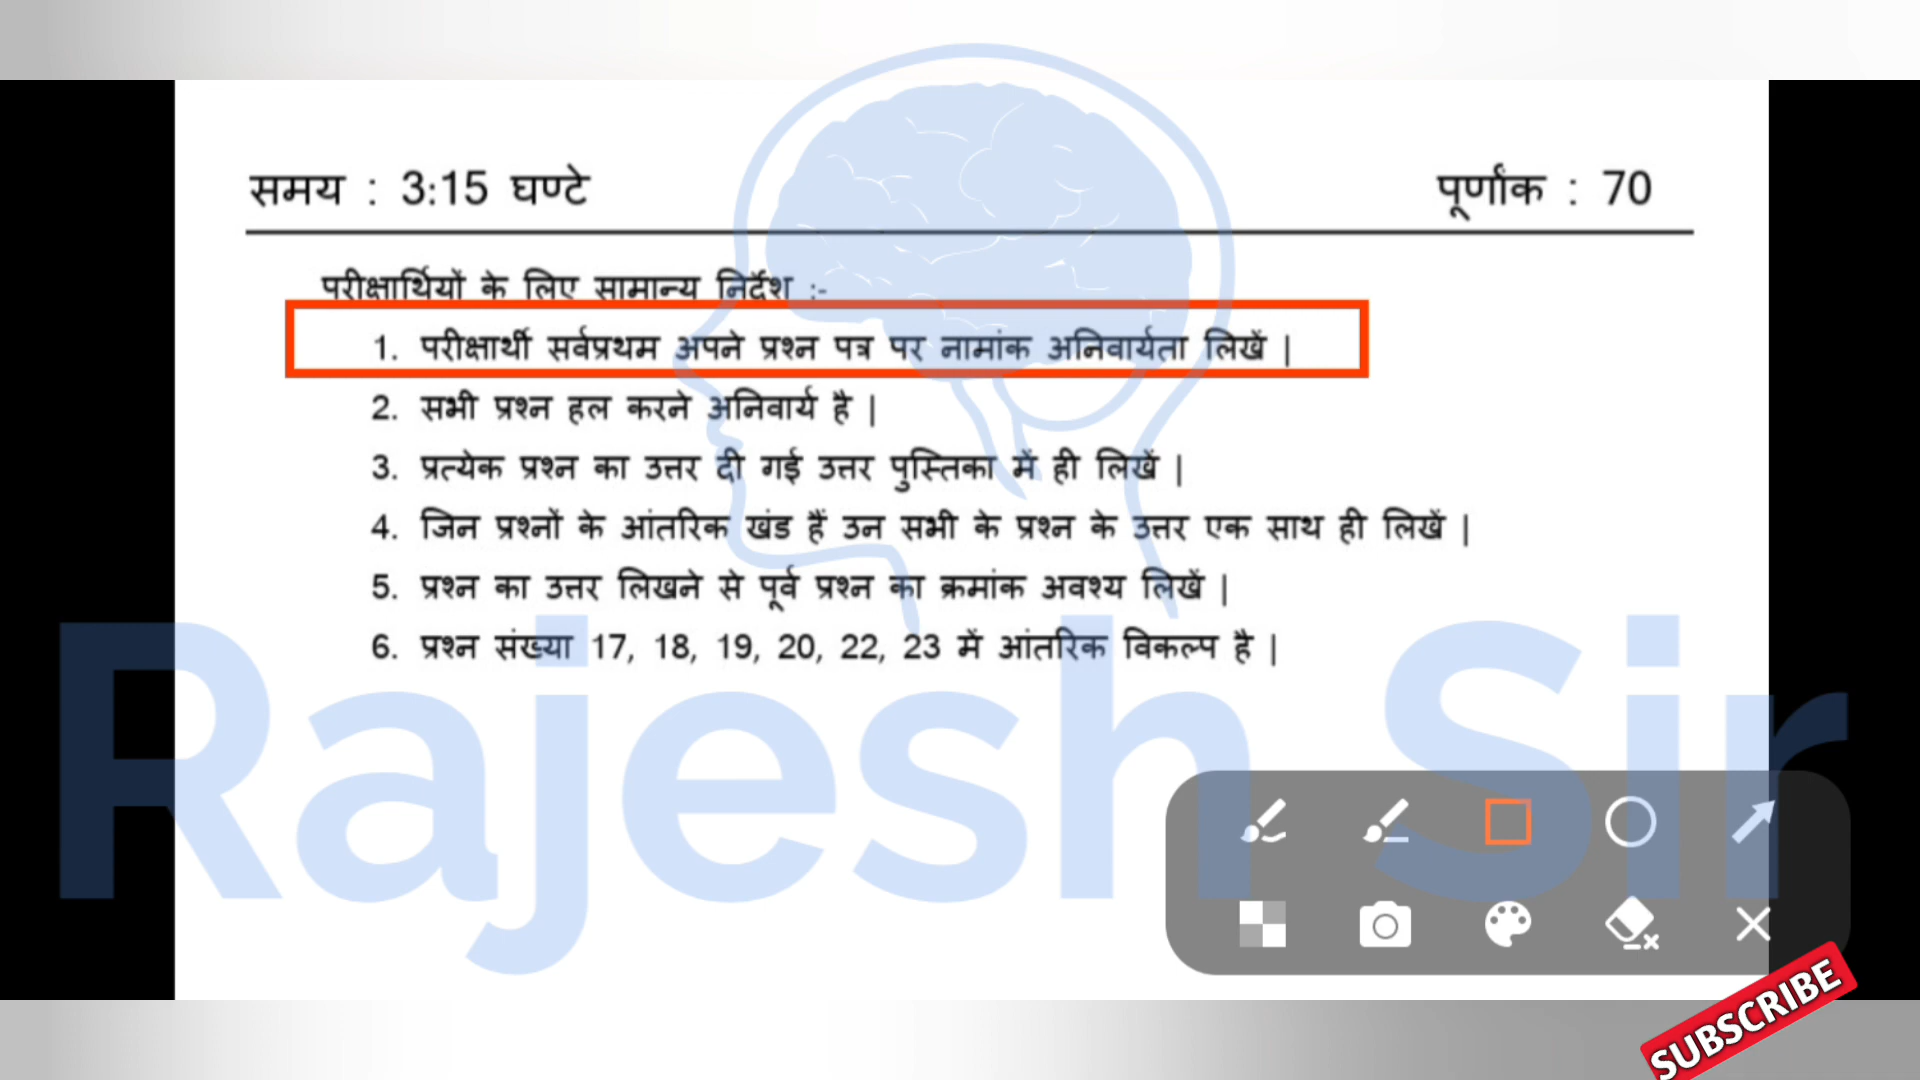 समय : 3:15 घण्टे
पूर्णांक : 70
परीक्षार्थियों के लिए सामान्य निर्देश :-
1. परीक्षार्थी सर्वप्रथम अपने प्रश्न पत्र पर नामांक अनिवार्यता लिखें |
2. सभी प्रश्न हल करने अनिवार्य है |
3. प्रत्येक प्रश्न का उत्तर दी गई उत्तर पुस्तिका में ही लिखें |
4. जिन प्रश्नों के आंतरिक खंड हैं उन सभी के प्रश्न के उत्तर एक साथ ही लिखें |
5. प्रश्न का उत्तर लिखने से पूर्व प्रश्न का क्रमांक अवश्य लिखें |
6. प्रश्न संख्या 17, 18, 19, 20, 22, 23 में आंतरिक विकल्प है |
Rajesh Sir
SUBSCRIBE